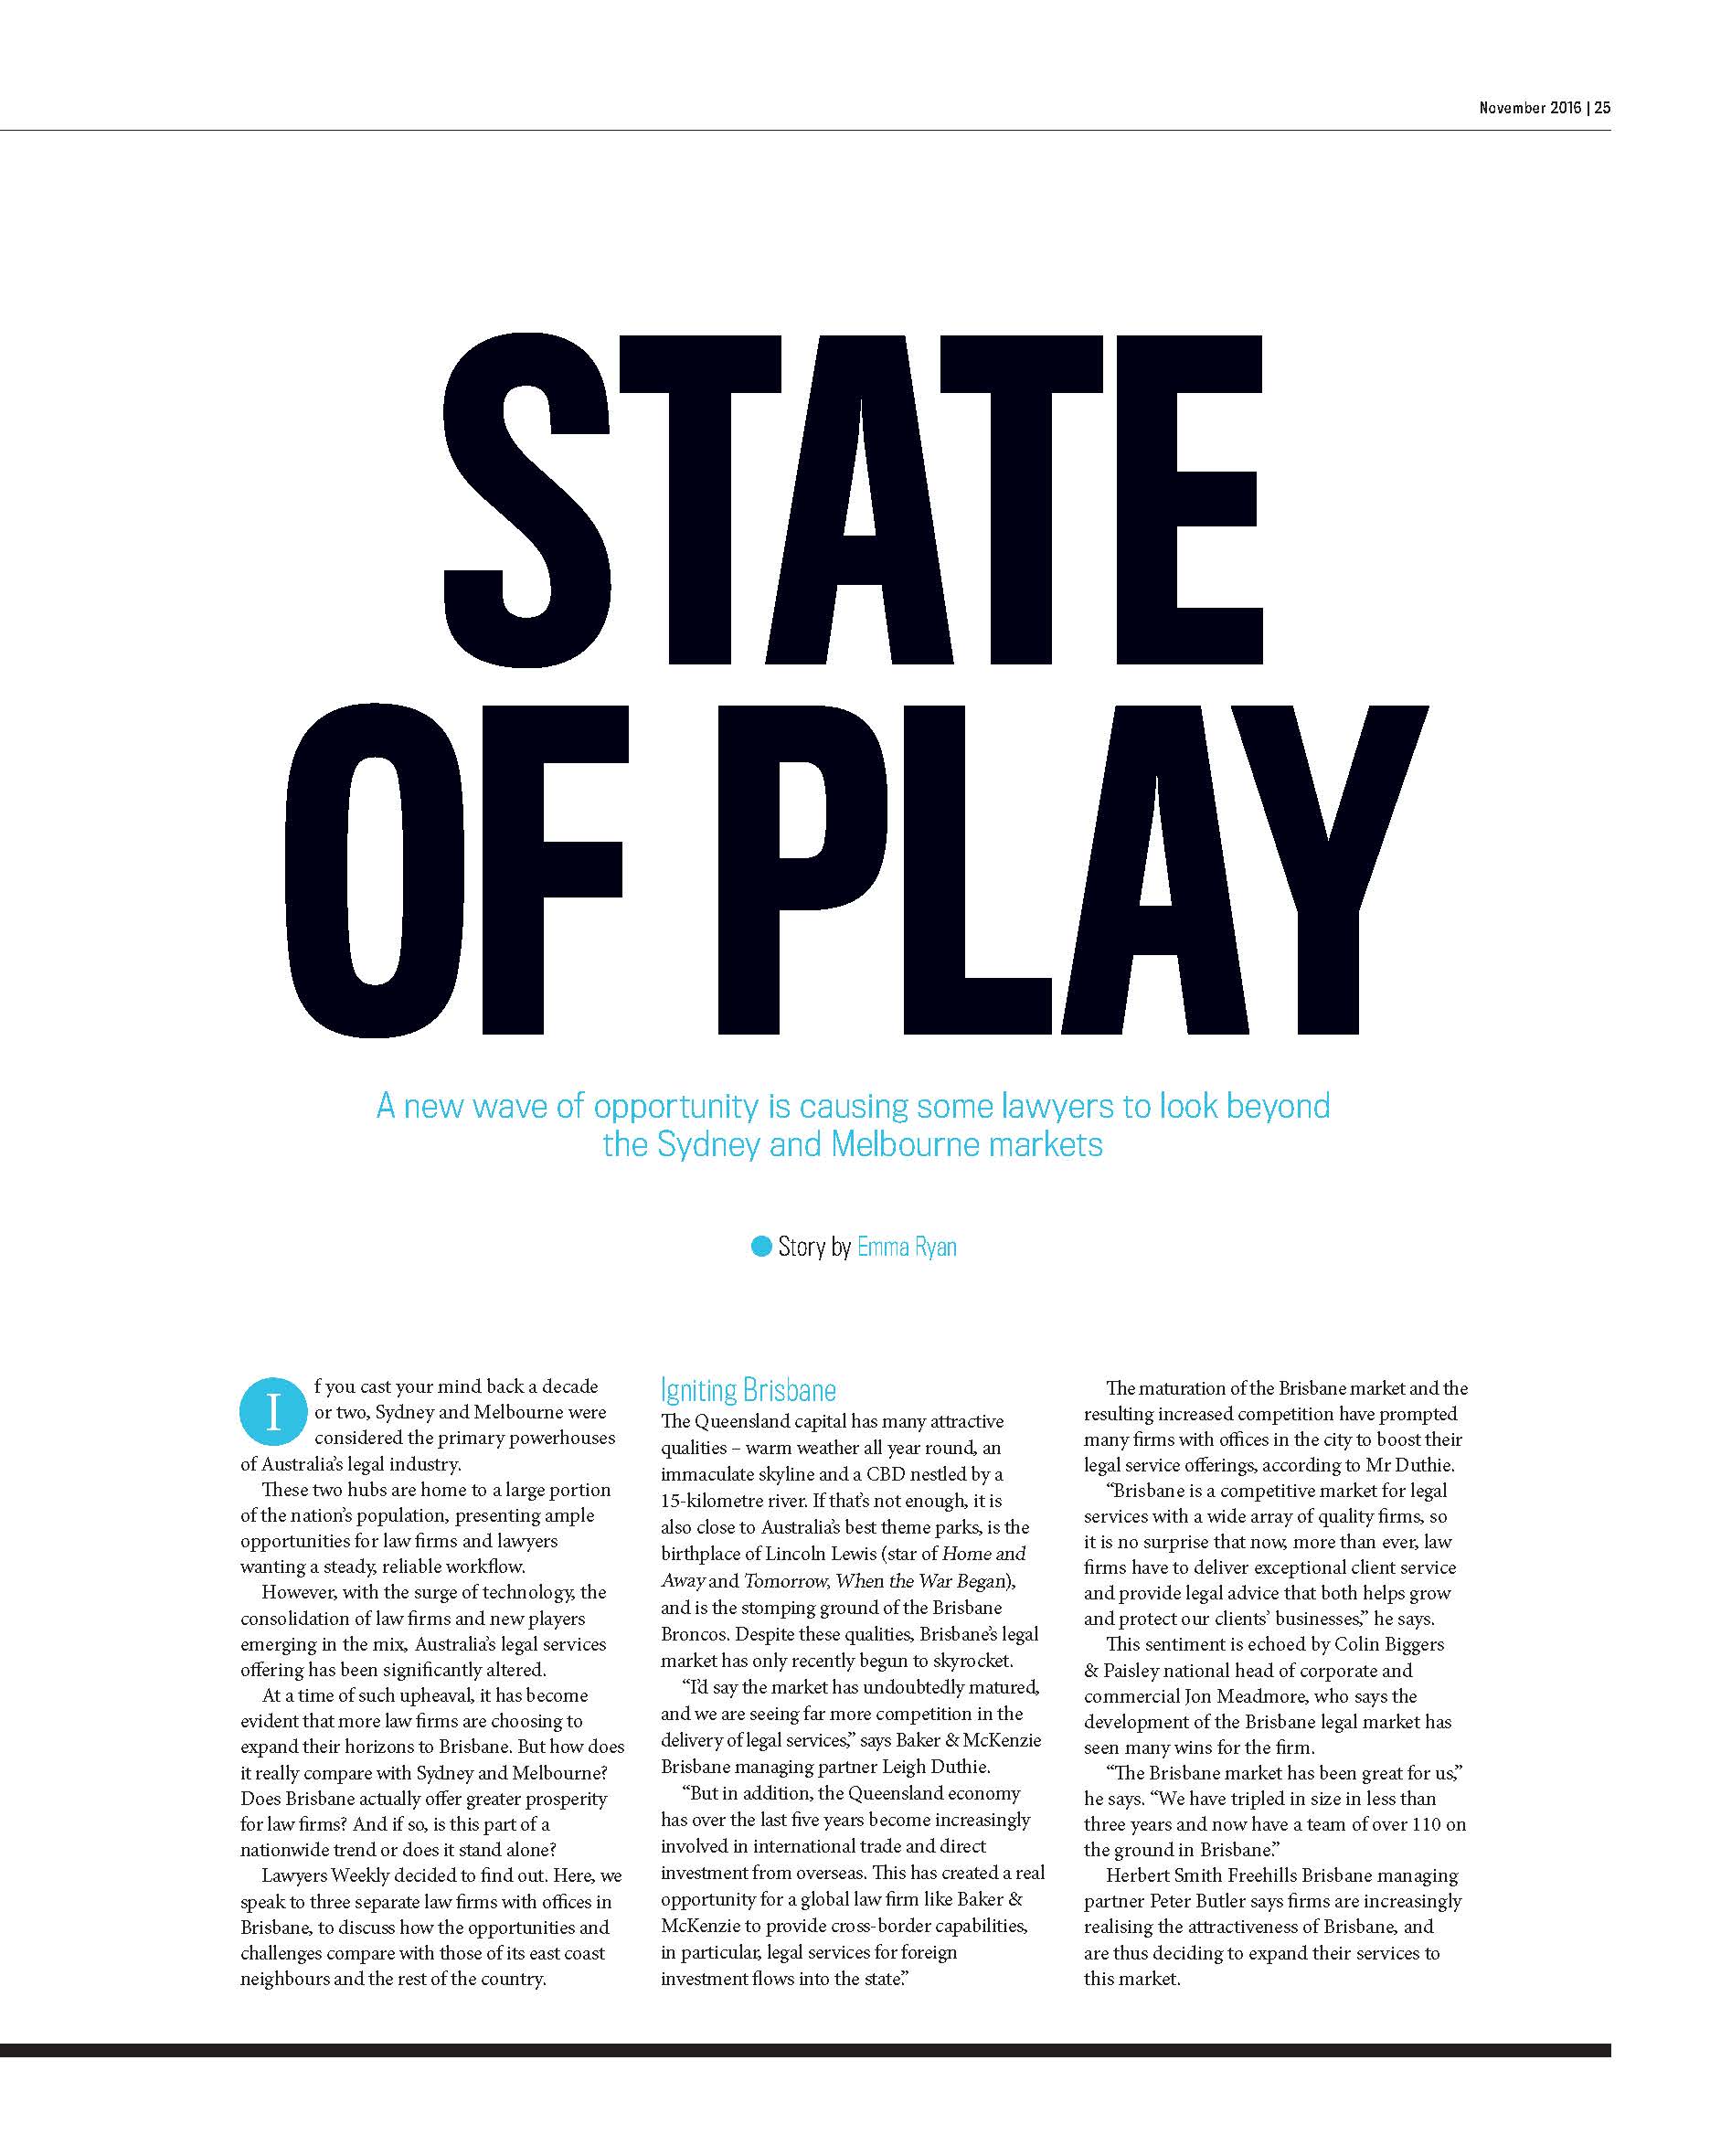 November 2016 | 25
STATE
OF PLAY
A new wave of opportunity is causing some lawyers to look beyond
the Sydney and Melbourne markets
Story by Emma Ryan
If you cast your mind back a decade
or two, Sydney and Melbourne were
considered the primary powerhouses
of Australia’s legal industry.
These two hubs are home to a large portion
of the nation’s population, presenting ample
opportunities for law firms and lawyers
wanting a steady, reliable workflow.
However, with the surge of technology, the
consolidation of law firms and new players
emerging in the mix, Australia’s legal services
offering has been significantly altered.
At a time of such upheaval, it has become
evident that more law firms are choosing to
expand their horizons to Brisbane. But how does
it really compare with Sydney and Melbourne?
Does Brisbane actually offer greater prosperity
for law firms? And if so, is this part of a
nationwide trend or does it stand alone?
Lawyers Weekly decided to find out. Here, we
speak to three separate law firms with offices in
Brisbane, to discuss how the opportunities and
challenges compare with those of its east coast
neighbours and the rest of the country.
Igniting Brisbane
The Queensland capital has many attractive
qualities – warm weather all year round, an
immaculate skyline and a CBD nestled by a
15-kilometre river. If that’s not enough, it is
also close to Australia’s best theme parks, is the
birthplace of Lincoln Lewis (star of Home and
Away and Tomorrow, When the War Began),
and is the stomping ground of the Brisbane
Broncos. Despite these qualities, Brisbane’s legal
market has only recently begun to skyrocket.
“I’d say the market has undoubtedly matured,
and we are seeing far more competition in the
delivery of legal services,” says Baker & McKenzie
Brisbane managing partner Leigh Duthie.
“But in addition, the Queensland economy
has over the last five years become increasingly
involved in international trade and direct
investment from overseas. This has created a real
opportunity for a global law firm like Baker &
McKenzie to provide cross-border capabilities,
in particular, legal services for foreign
investment flows into the state.”
The maturation of the Brisbane market and the
resulting increased competition have prompted
many firms with offices in the city to boost their
legal service offerings, according to Mr Duthie.
“Brisbane is a competitive market for legal
services with a wide array of quality firms, so
it is no surprise that now, more than ever, law
firms have to deliver exceptional client service
and provide legal advice that both helps grow
and protect our clients’ businesses,” he says.
This sentiment is echoed by Colin Biggers
& Paisley national head of corporate and
commercial Jon Meadmore, who says the
development of the Brisbane legal market has
seen many wins for the firm.
“The Brisbane market has been great for us,”
he says. “We have tripled in size in less than
three years and now have a team of over 110 on
the ground in Brisbane.”
Herbert Smith Freehills Brisbane managing
partner Peter Butler says firms are increasingly
realising the attractiveness of Brisbane, and
are thus deciding to expand their services to
this market.